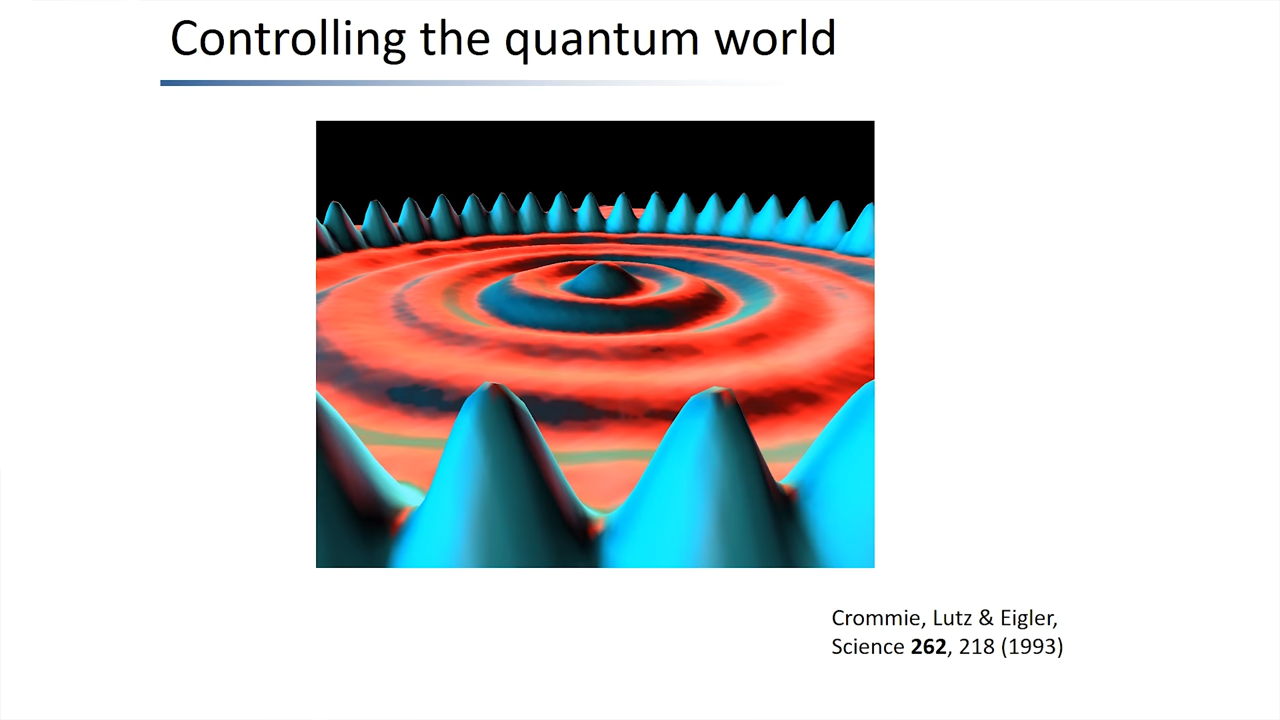 Controlling the quantum world
Crommie, Lutz & Eigler,
Science 262, 218 (1993)